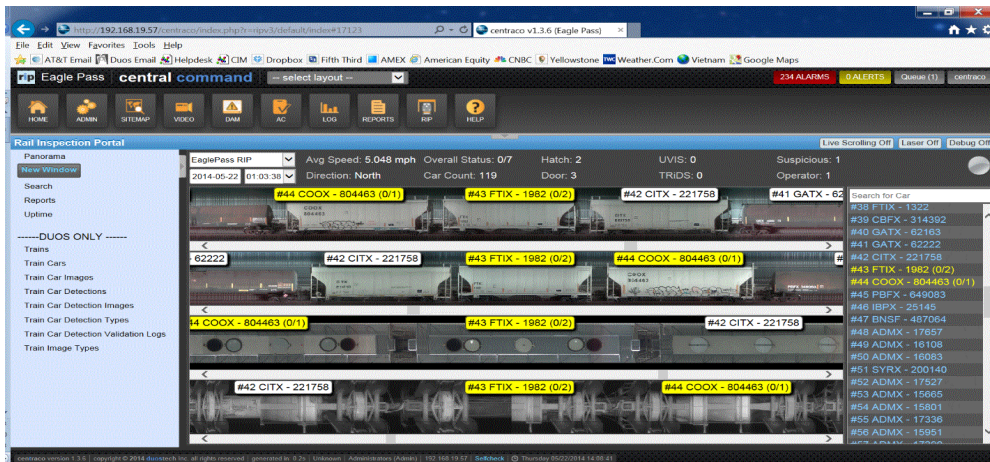 http://192.168.19.57/centraco/index.php?r=ripv3/default/index#17123
centraco v1.3.6 (Eagle Pass)
File Edit View Favorites Tools Help
AT&T Email Duos Email Helpdesk CIM Dropbox Fifth Third AMEX American Equity CNBC Yellowstone Weather.Com Vietnam Google Maps
rip Eagle Pass central command -- select layout -- 234 ALARMS 0 ALERTS Queue (1) centraco
HOME ADMIN SITEMAP VIDEO DAM AC LOG REPORTS RIP HELP
Rail Inspection Portal Live Scrolling Off Laser Off Debug Off
Panorama
New Window
Search
Reports
Uptime
------DUOS ONLY ------
Trains
Train Cars
Train Car Images
Train Car Detections
Train Car Detection Images
Train Car Detection Types
Train Car Detection Validation Logs
Train Image Types
EaglePass RIP Avg Speed: 5.048 mph Overall Status: 0/7 Hatch: 2 UVIS: 0 Suspicious: 1
2014-05-22 01:03:38 Direction: North Car Count: 119 Door: 3 TRiDS: 0 Operator: 1
#44 COOX - 804463 (0/1) #43 FTIX - 1982 (0/2) #42 CITX - 221758 #41 GATX - 62
62222 #42 CITX - 221758 #43 FTIX - 1982 (0/2) #44 COOX - 804463 (0/1) #
44 COOX - 804463 (0/1) #43 FTIX - 1982 (0/2) #42 CITX - 221758
#42 CITX - 221758 #43 FTIX - 1982 (0/2) #44 COOX - 804463 (0/1)
Search for Car
#38 FTIX - 1322
#39 CBFX - 314392
#40 GATX - 62163
#41 GATX - 62222
#42 CITX - 221758
#43 FTIX - 1982 (0/2)
#44 COOX - 804463 (0/1)
#45 PBFX - 649083
#46 IBPX - 25145
#47 BNSF - 487064
#48 ADMX - 17657
#49 ADMX - 16108
#50 ADMX - 16083
#51 SYRX - 200140
#52 ADMX - 17527
#53 ADMX - 15665
#54 ADMX - 15801
#55 ADMX - 17336
#56 ADMX - 15951
centraco version 1.3.6 | copyright © 2014 duostech Inc. all rights reserved | generated in: 0.2s | Unknown | Administrators (Admin) | 192.168.19.57 | Selfcheck | Thursday 05/22/2014 14:08:41